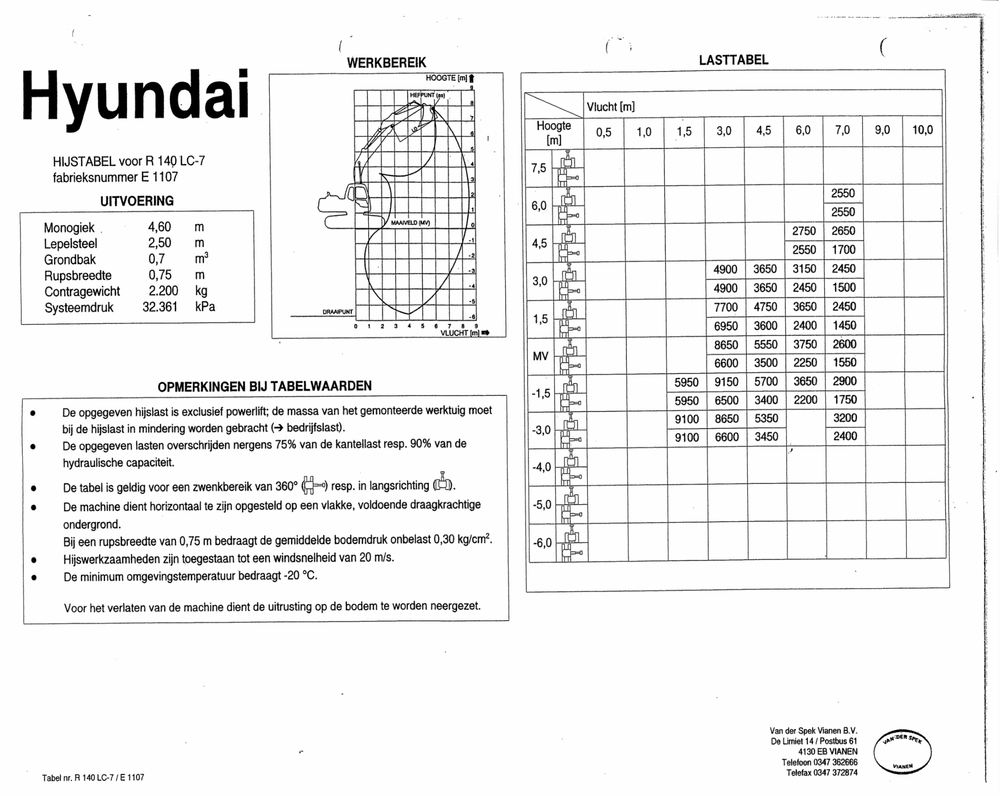 Hyundai
HIJSTABEL voor R 140 LC-7
fabrieksnummer E 1107
UITVOERING
Monogiek 4,60 m
Lepelsteel 2,50 m
Grondbak 0,7 m³
Rupsbreedte 0,75 m
Contragewicht 2.200 kg
Systeemdruk 32.361 kPa
WERKBEREIK
HOOGTE [m]
9
HEFPUNT (as)
8
7
LO
6
5
4
3
2
1
MAAIVELD (MV)
0
-1
-2
-3
-4
-5
DRAAIPUNT
-6
0 1 2 3 4 5 6 7 8 9
VLUCHT [m]
OPMERKINGEN BIJ TABELWAARDEN
• De opgegeven hijslast is exclusief powerlift; de massa van het gemonteerde werktuig moet
bij de hijslast in mindering worden gebracht (→ bedrijfslast).
• De opgegeven lasten overschrijden nergens 75% van de kantellast resp. 90% van de
hydraulische capaciteit.
• De tabel is geldig voor een zwenkbereik van 360° ( ) resp. in langsrichting ( ).
• De machine dient horizontaal te zijn opgesteld op een vlakke, voldoende draagkrachtige
ondergrond.
Bij een rupsbreedte van 0,75 m bedraagt de gemiddelde bodemdruk onbelast 0,30 kg/cm².
• Hijswerkzaamheden zijn toegestaan tot een windsnelheid van 20 m/s.
• De minimum omgevingstemperatuur bedraagt -20 °C.
Voor het verlaten van de machine dient de uitrusting op de bodem te worden neergezet.
LASTTABEL
Vlucht [m]
Hoogte [m] 0,5 1,0 1,5 3,0 4,5 6,0 7,0 9,0 10,0
7,5
6,0
2550
2550
4,5
2750 2650
2550 1700
3,0
4900 3650 3150 2450
4900 3650 2450 1500
1,5
7700 4750 3650 2450
6950 3600 2400 1450
MV
8650 5550 3750 2600
6600 3500 2250 1550
-1,5
5950 9150 5700 3650 2900
5950 6500 3400 2200 1750
-3,0
9100 8650 5350 3200
9100 6600 3450 2400
-4,0
-5,0
-6,0
Van der Spek Vianen B.V.
De Limiet 14 / Postbus 61
4130 EB VIANEN
Telefoon 0347 362666
Telefax 0347 372874
VAN DER SPEK
VIANEN
Tabel nr. R 140 LC-7 / E 1107